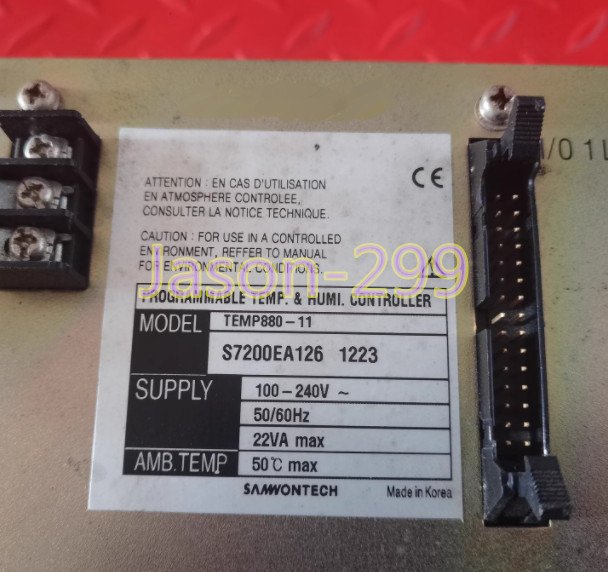 ATTENTION : EN CAS D'UTILISATION
EN ATMOSPHERE CONTROLEE,
CONSULTER LA NOTICE TECHNIQUE.
CE
I/O 1
CAUTION : FOR USE IN A CONTROLLED
ENVIRONMENT, REFFER TO MANUAL
FOR ENVIRONMENTAL CONDITIONS.
Jason-299
PROGRAMMABLE TEMP. & HUMI. CONTROLLER
MODEL TEMP880-11
S7200EA126 1223
SUPPLY 100-240V ~
50/60Hz
22VA max
AMB.TEMP 50℃ max
SAMWONTECH Made in Korea